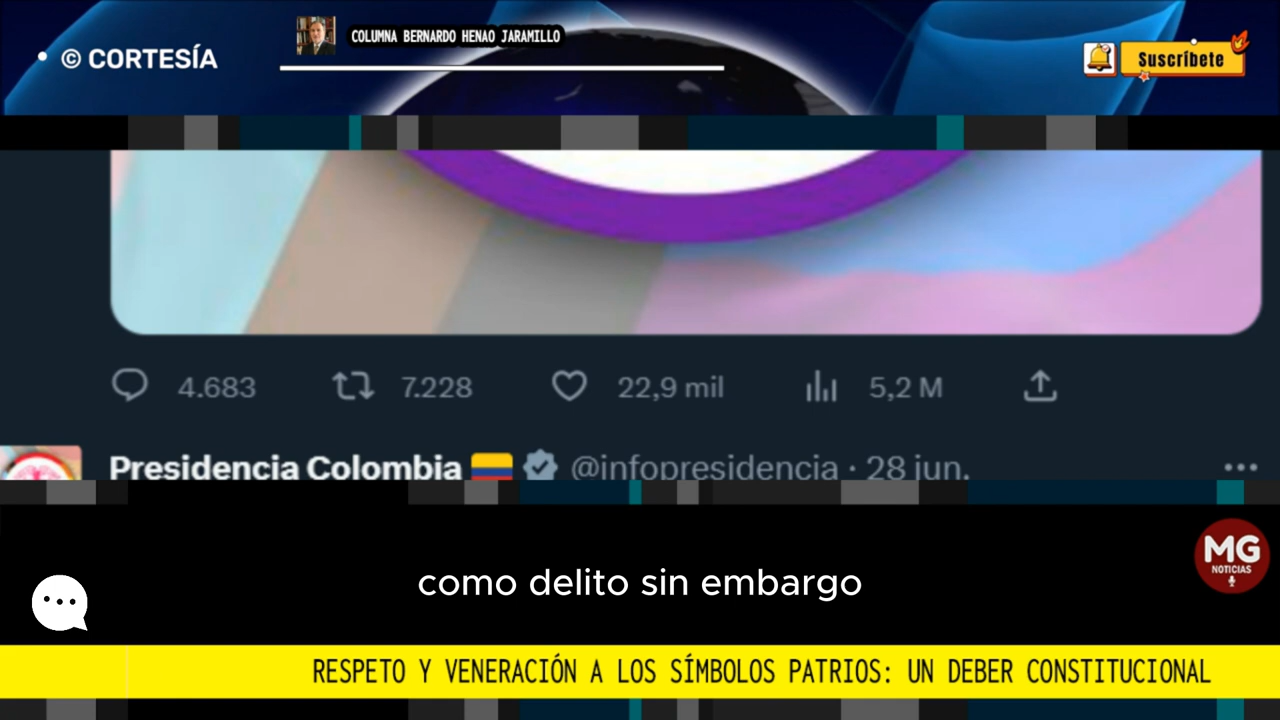 © CORTESÍA
COLUMNA BERNARDO HENAO JARAMILLO
Suscríbete
4.683 7.228 22,9 mil 5,2 M
Presidencia Colombia @infopresidencia · 28 jun.
MG
NOTICIAS
como delito sin embargo
RESPETO Y VENERACIÓN A LOS SÍMBOLOS PATRIOS: UN DEBER CONSTITUCIONAL